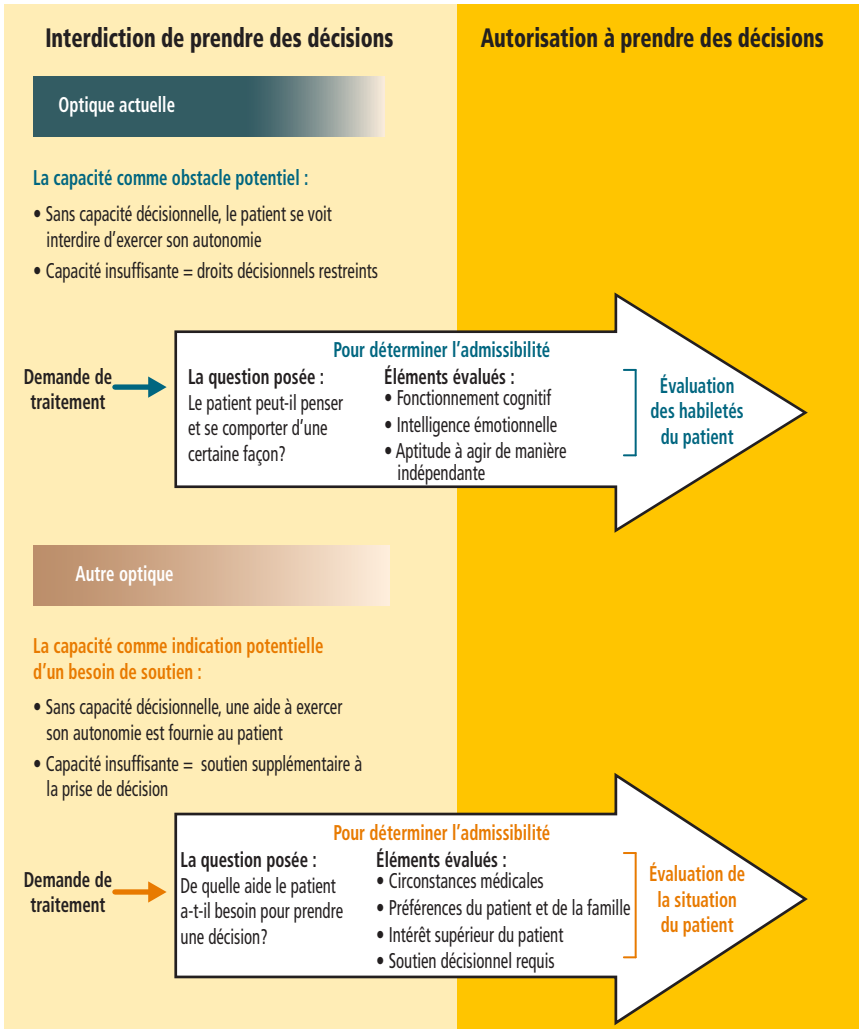 Interdiction de prendre des décisions
Autorisation à prendre des décisions
Optique actuelle
La capacité comme obstacle potentiel :
• Sans capacité décisionnelle, le patient se voit
interdire d'exercer son autonomie
• Capacité insuffisante = droits décisionnels restreints
Demande de
traitement
Pour déterminer l'admissibilité
La question posée :
Le patient peut-il penser
et se comporter d'une
certaine façon?
Éléments évalués :
• Fonctionnement cognitif
• Intelligence émotionnelle
• Aptitude à agir de manière
indépendante
Évaluation
des habiletés
du patient
Autre optique
La capacité comme indication potentielle
d'un besoin de soutien :
• Sans capacité décisionnelle, une aide à exercer
son autonomie est fournie au patient
• Capacité insuffisante = soutien supplémentaire à
la prise de décision
Demande de
traitement
Pour déterminer l'admissibilité
La question posée :
De quelle aide le patient
a-t-il besoin pour prendre
une décision?
Éléments évalués :
• Circonstances médicales
• Préférences du patient et de la famille
• Intérêt supérieur du patient
• Soutien décisionnel requis
Évaluation de
la situation
du patient